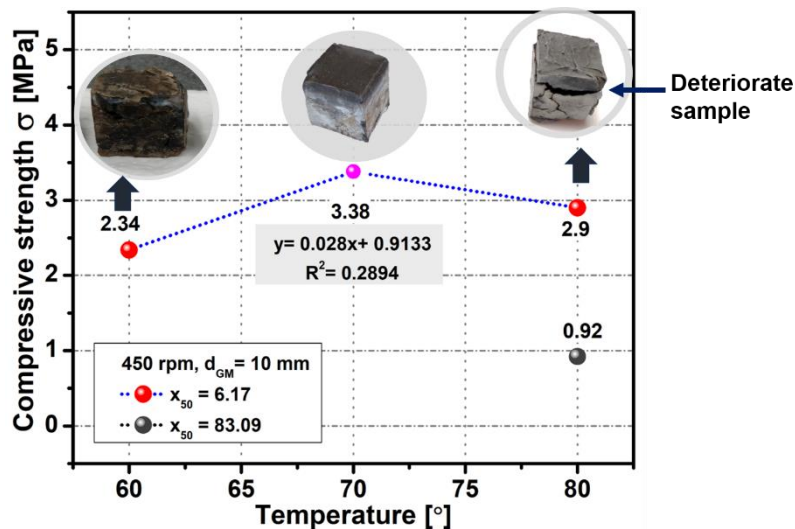 Compressive strength σ [MPa]
5
4
3
2
1
0
Deteriorate
sample
2.34
3.38
2.9
0.92
y= 0.028x+ 0.9133
R²= 0.2894
450 rpm, d_GM= 10 mm
x₅₀ = 6.17
x₅₀ = 83.09
60
65
70
75
80
Temperature [°]